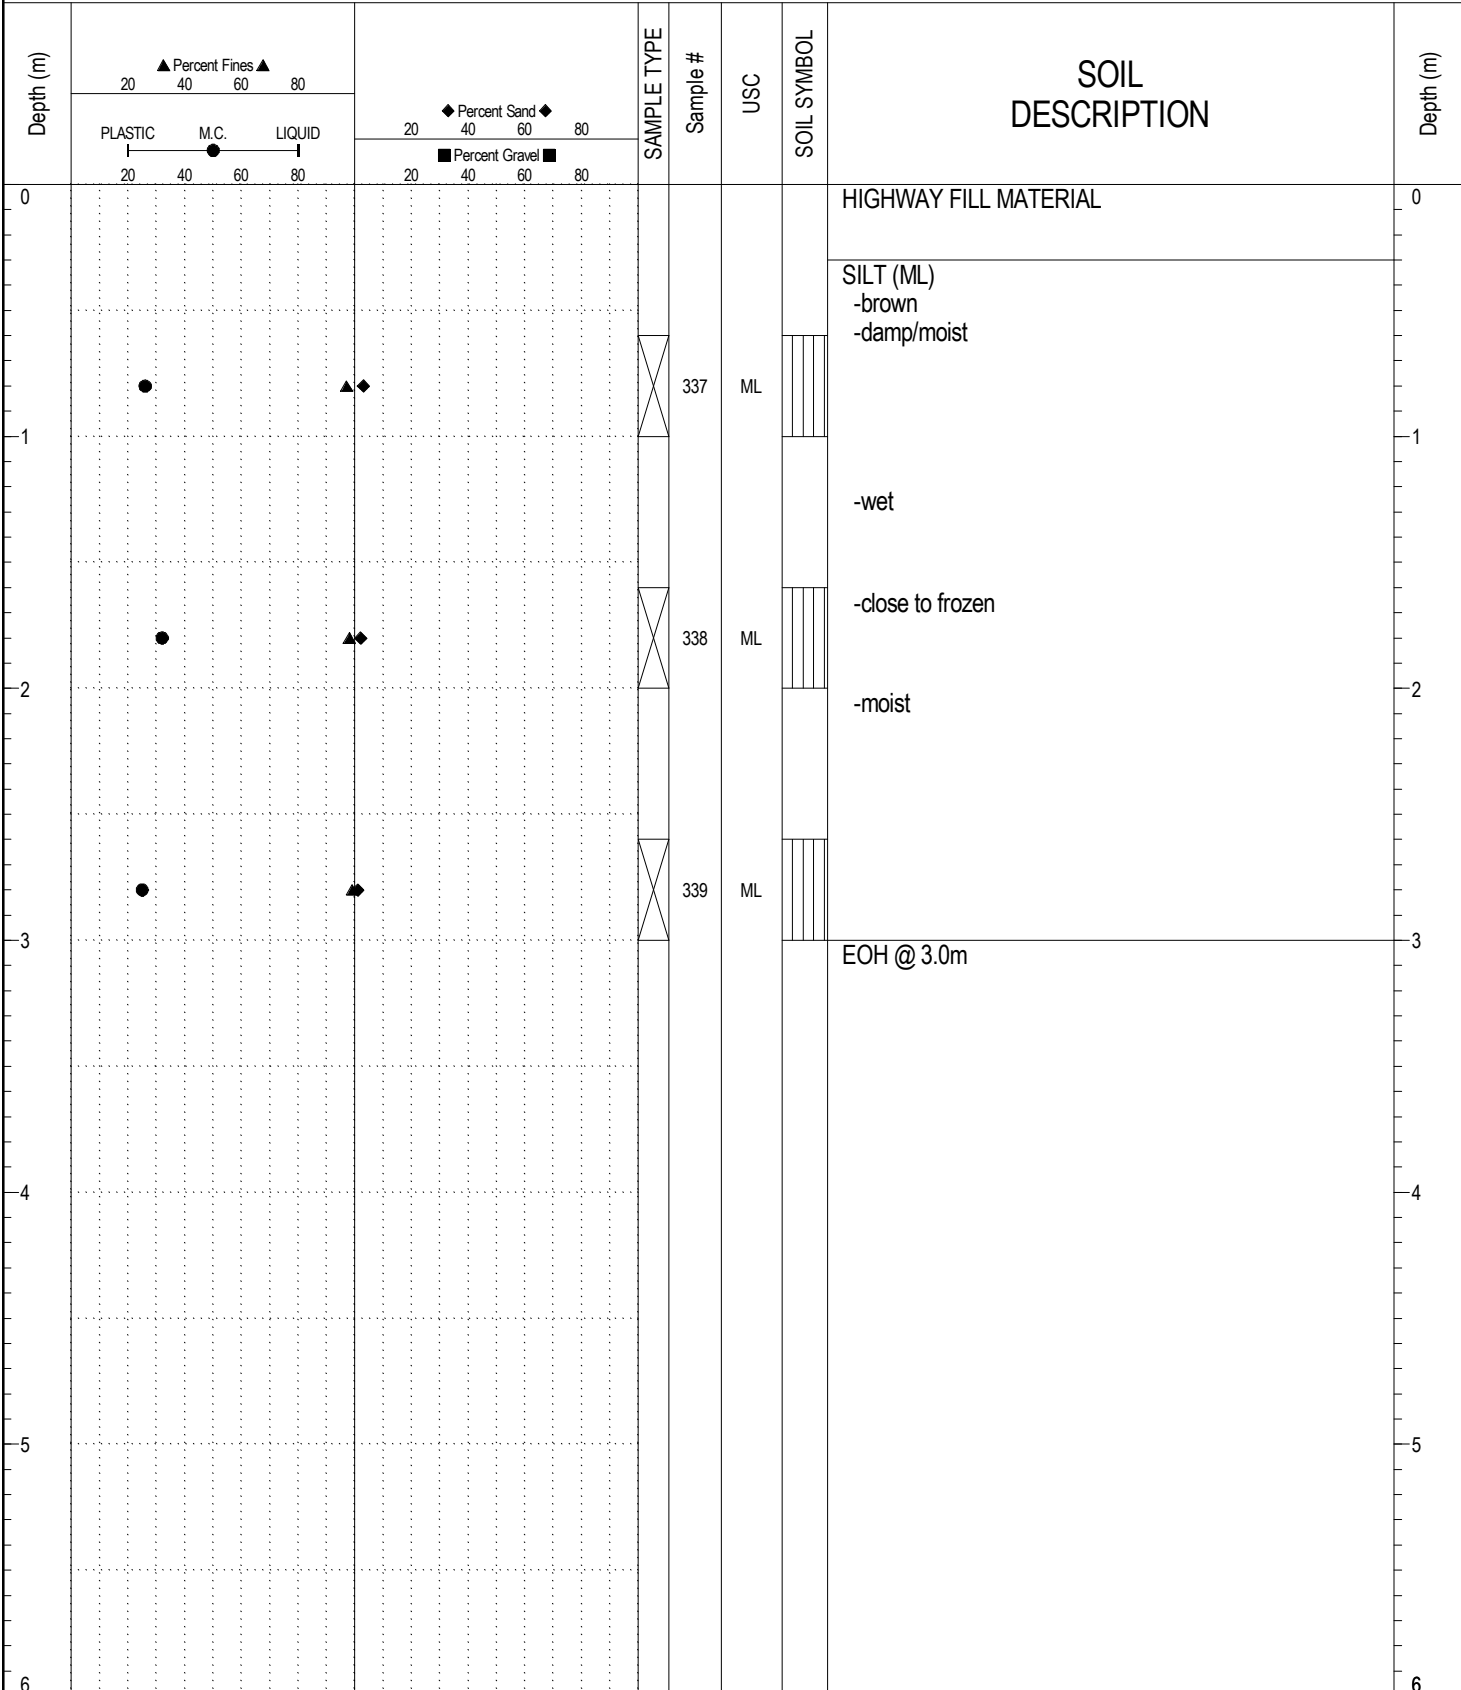 Depth (m)
▲ Percent Fines ▲
20 40 60 80
PLASTIC M.C. LIQUID
20 40 60 80
◆ Percent Sand ◆
20 40 60 80
■ Percent Gravel ■
20 40 60 80
SAMPLE TYPE
Sample #
USC
SOIL SYMBOL
SOIL
DESCRIPTION
Depth (m)
0 HIGHWAY FILL MATERIAL 0
SILT (ML)
-brown
-damp/moist
337 ML
1 1
-wet
-close to frozen
338 ML
2 2
-moist
339 ML
3 3
EOH @ 3.0m
4 4
5 5
6 6